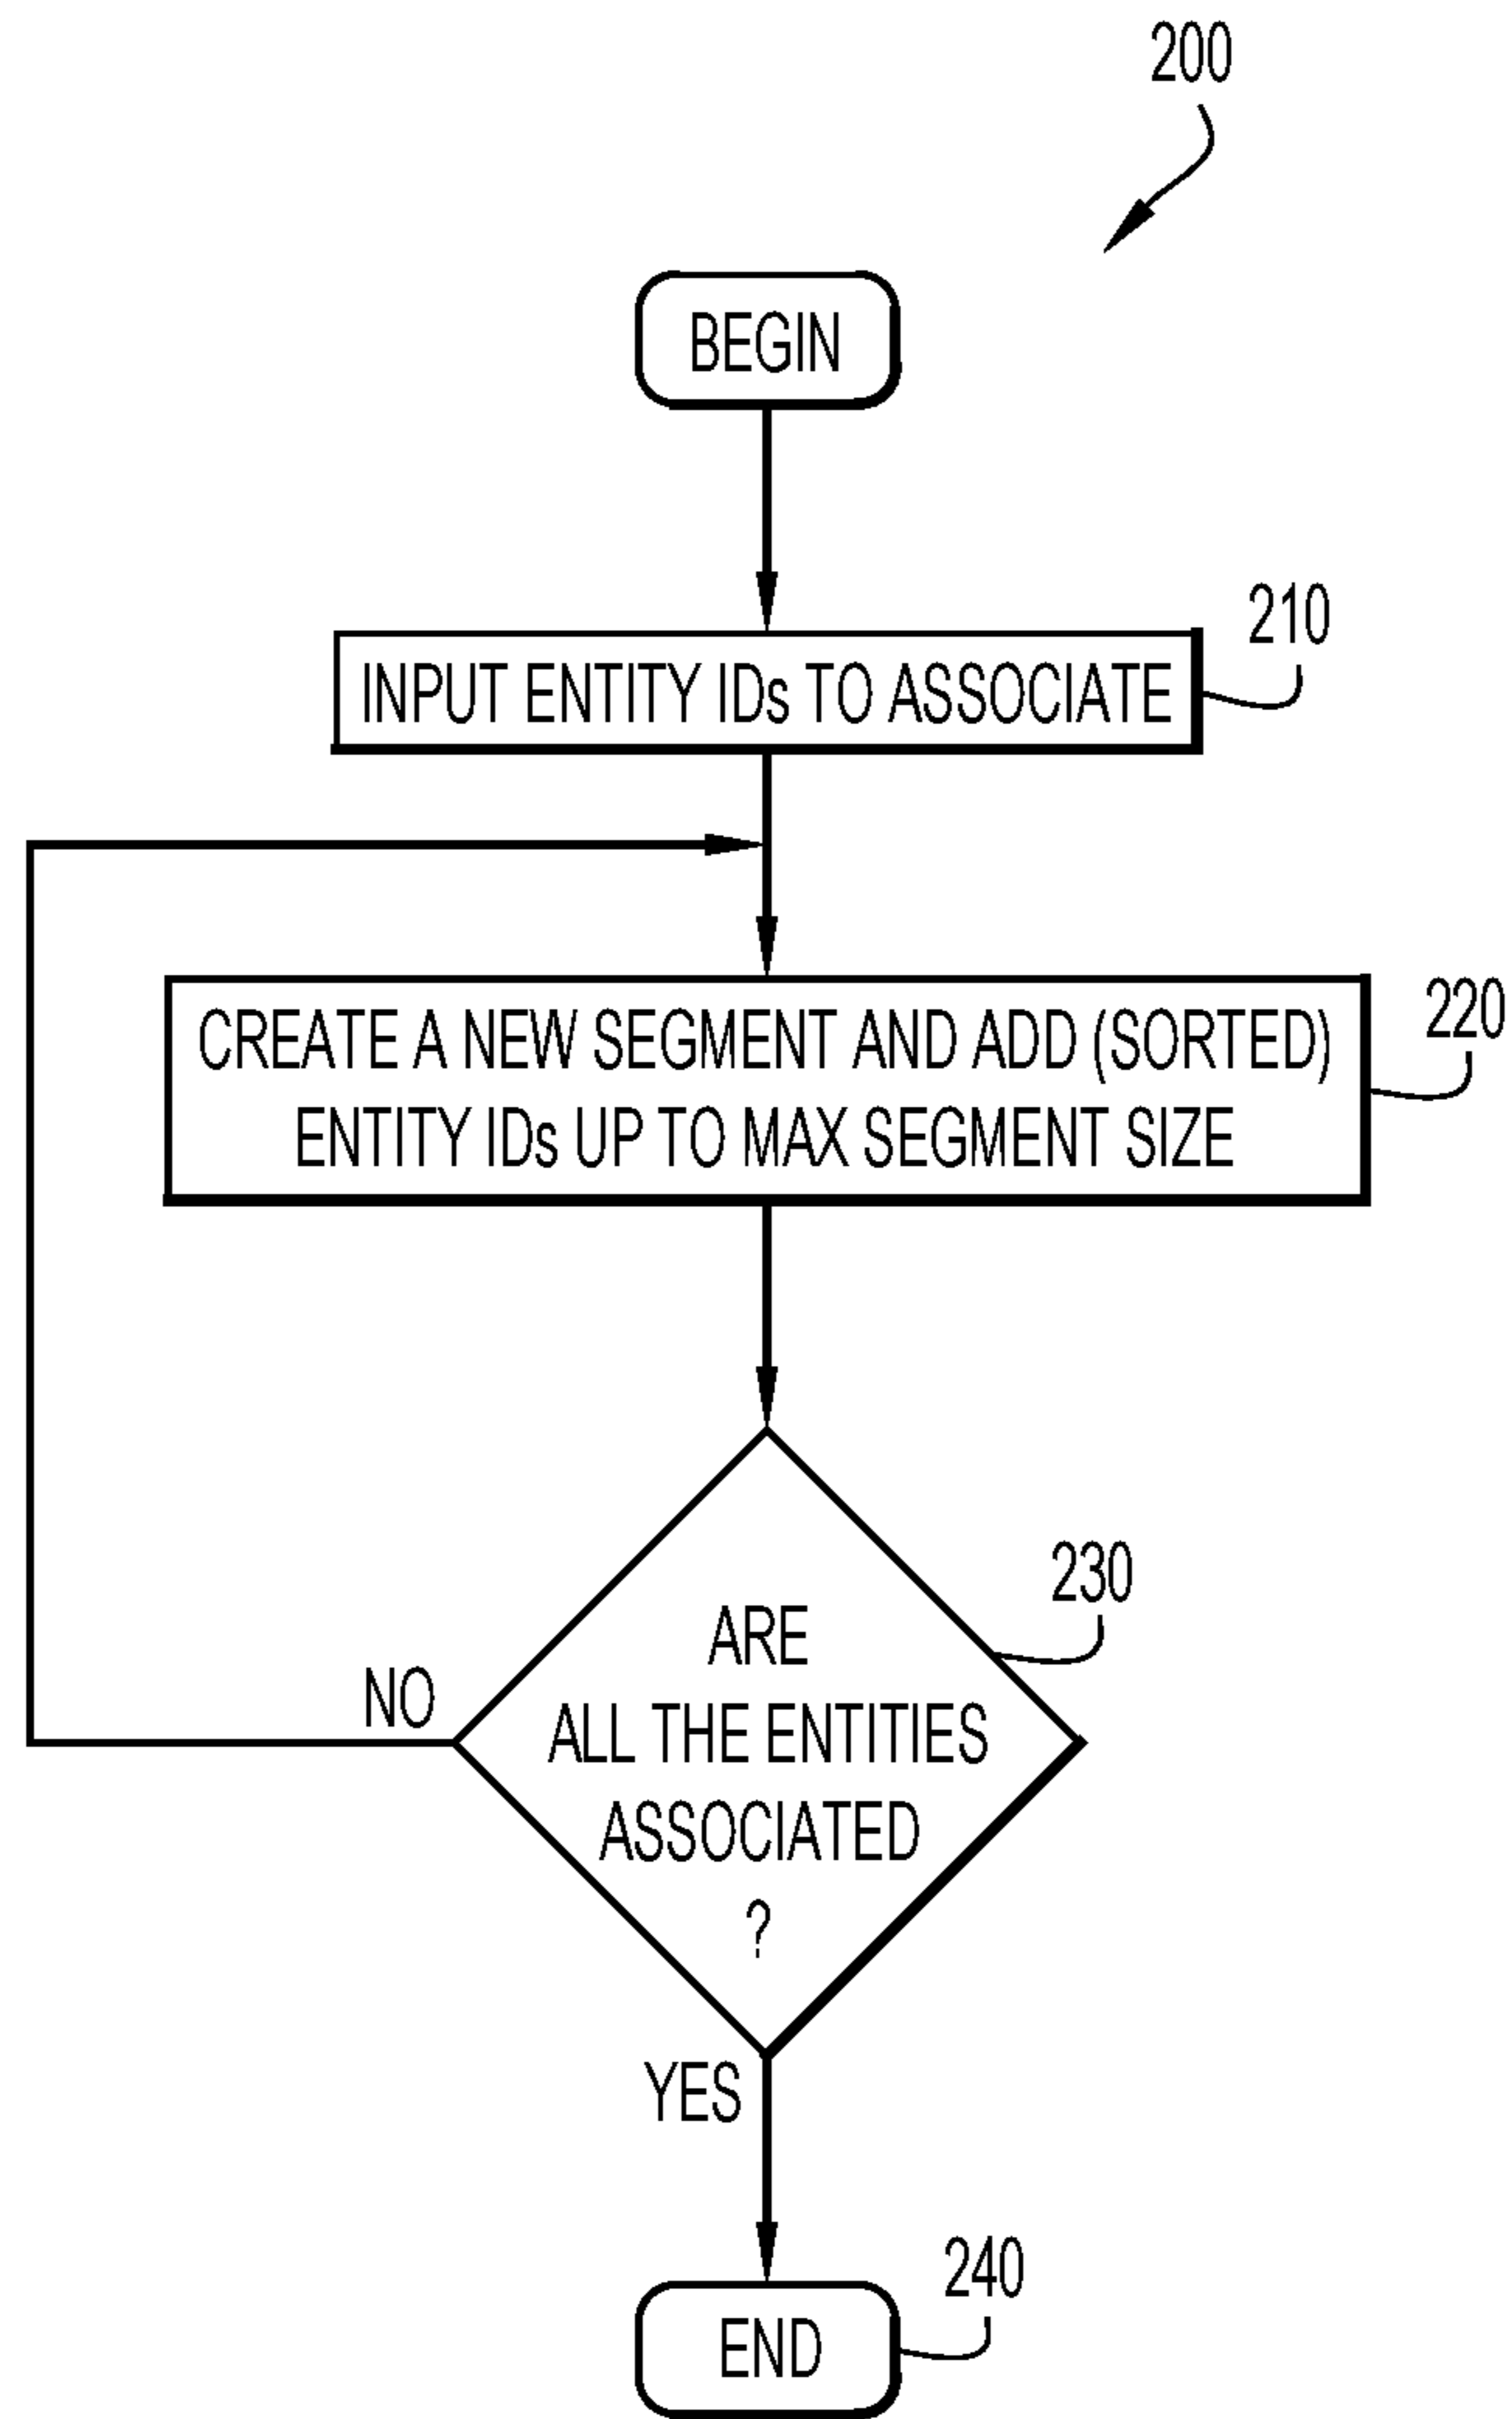 200
BEGIN
210
INPUT ENTITY IDs TO ASSOCIATE
220
CREATE A NEW SEGMENT AND ADD (SORTED)
ENTITY IDs UP TO MAX SEGMENT SIZE
230
ARE
ALL THE ENTITIES
ASSOCIATED
?
NO
YES
240
END